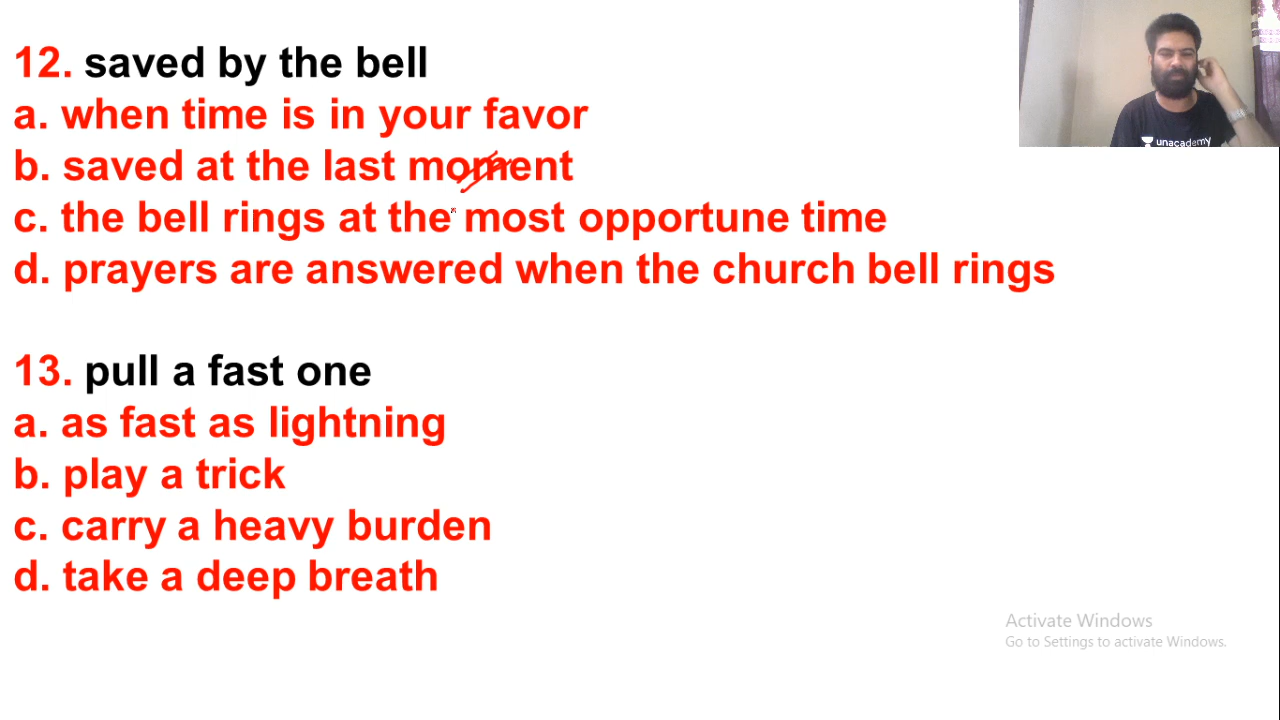 12. saved by the bell
a. when time is in your favor
b. saved at the last moment
c. the bell rings at the most opportune time
d. prayers are answered when the church bell rings
13. pull a fast one
a. as fast as lightning
b. play a trick
c. carry a heavy burden
d. take a deep breath
unacademy
Activate Windows
Go to Settings to activate Windows.